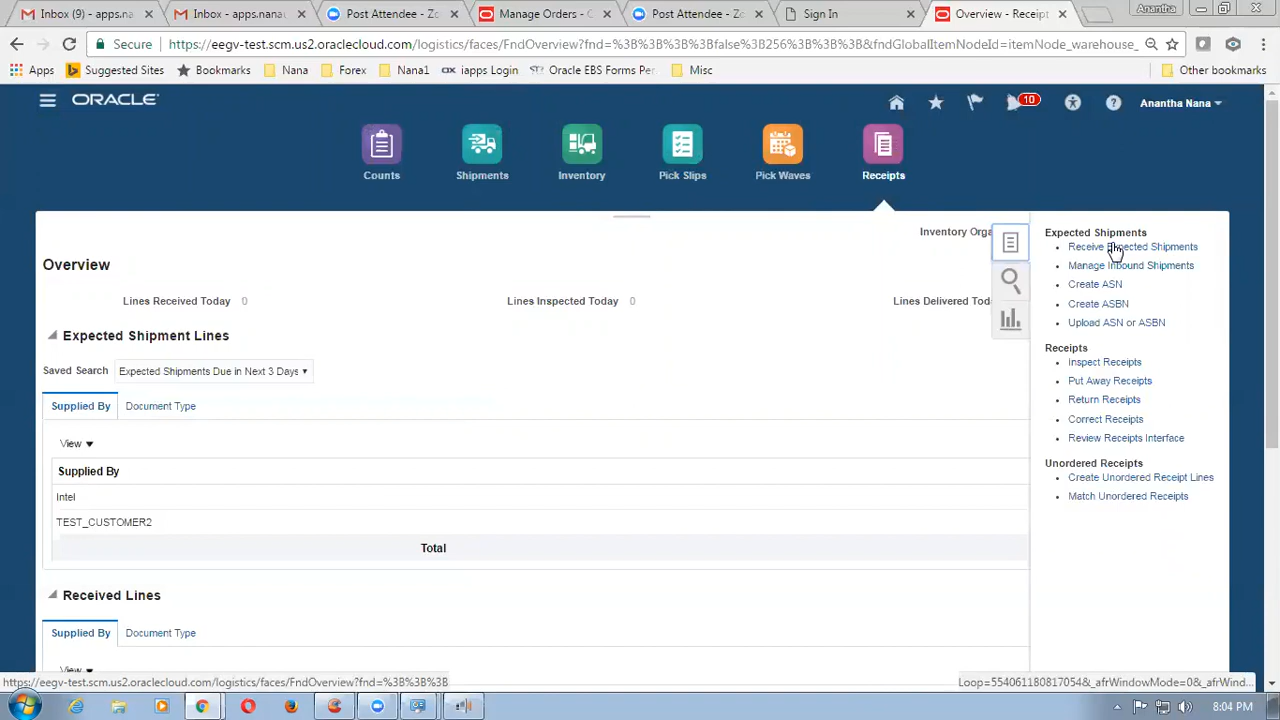 Inbox (9) - apps.nana
Inbox (4) - apps.nana
Post Attendee - Zo
Manage Orders - O
Post Attendee - Zo
Sign In
Overview - Receipt
Anantha
Secure
https://eegv-test.scm.us2.oraclecloud.com/logistics/faces/FndOverview?fnd=%3B%3B%3B%3Bfalse%3B256%3B%3B%3B&fndGlobalItemNodeId=itemNode_warehouse_
Apps
Suggested Sites
Bookmarks
Nana
Forex
Nana1
iapps Login
Oracle EBS Forms Per
Misc
Other bookmarks
ORACLE
10
Anantha Nana
Counts
Shipments
Inventory
Pick Slips
Pick Waves
Receipts
Inventory Orga
Overview
Lines Received Today 0
Lines Inspected Today 0
Lines Delivered Toda
Expected Shipment Lines
Saved Search
Expected Shipments Due in Next 3 Days
Supplied By
Document Type
View
Supplied By
Intel
TEST_CUSTOMER2
Total
Received Lines
Supplied By
Document Type
View
Expected Shipments
Receive Expected Shipments
Manage Inbound Shipments
Create ASN
Create ASBN
Upload ASN or ASBN
Receipts
Inspect Receipts
Put Away Receipts
Return Receipts
Correct Receipts
Review Receipts Interface
Unordered Receipts
Create Unordered Receipt Lines
Match Unordered Receipts
https://eegv-test.scm.us2.oraclecloud.com/logistics/faces/FndOverview?fnd=%3B%3B%3B
Loop=554061180817054&_afrWindowMode=0&_afrWind...
8:04 PM